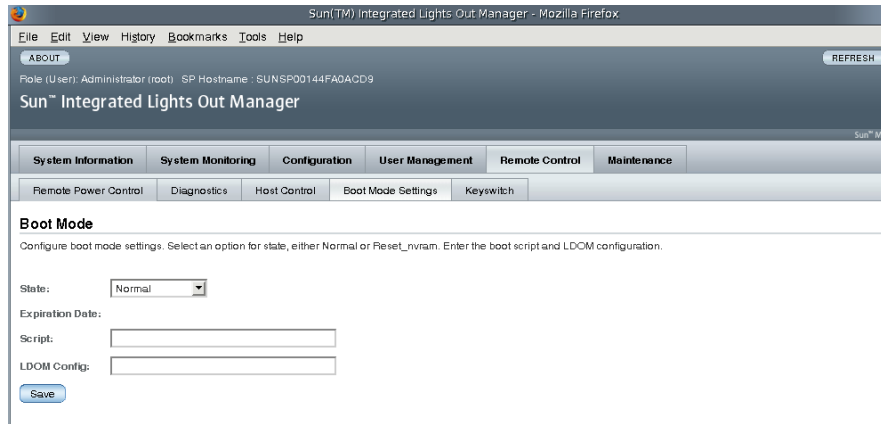 Sun(TM) Integrated Lights Out Manager - Mozilla Firefox
File Edit View History Bookmarks Tools Help
ABOUT REFRESH
Role (User): Administrator (root) SP Hostname : SUNSP00144FA0ACD9
Sun™ Integrated Lights Out Manager
Sun™ M
System Information System Monitoring Configuration User Management Remote Control Maintenance
Remote Power Control Diagnostics Host Control Boot Mode Settings Keyswitch
Boot Mode
Configure boot mode settings. Select an option for state, either Normal or Reset_nvram. Enter the boot script and LDOM configuration.
State: Normal
Expiration Date:
Script:
LDOM Config:
Save